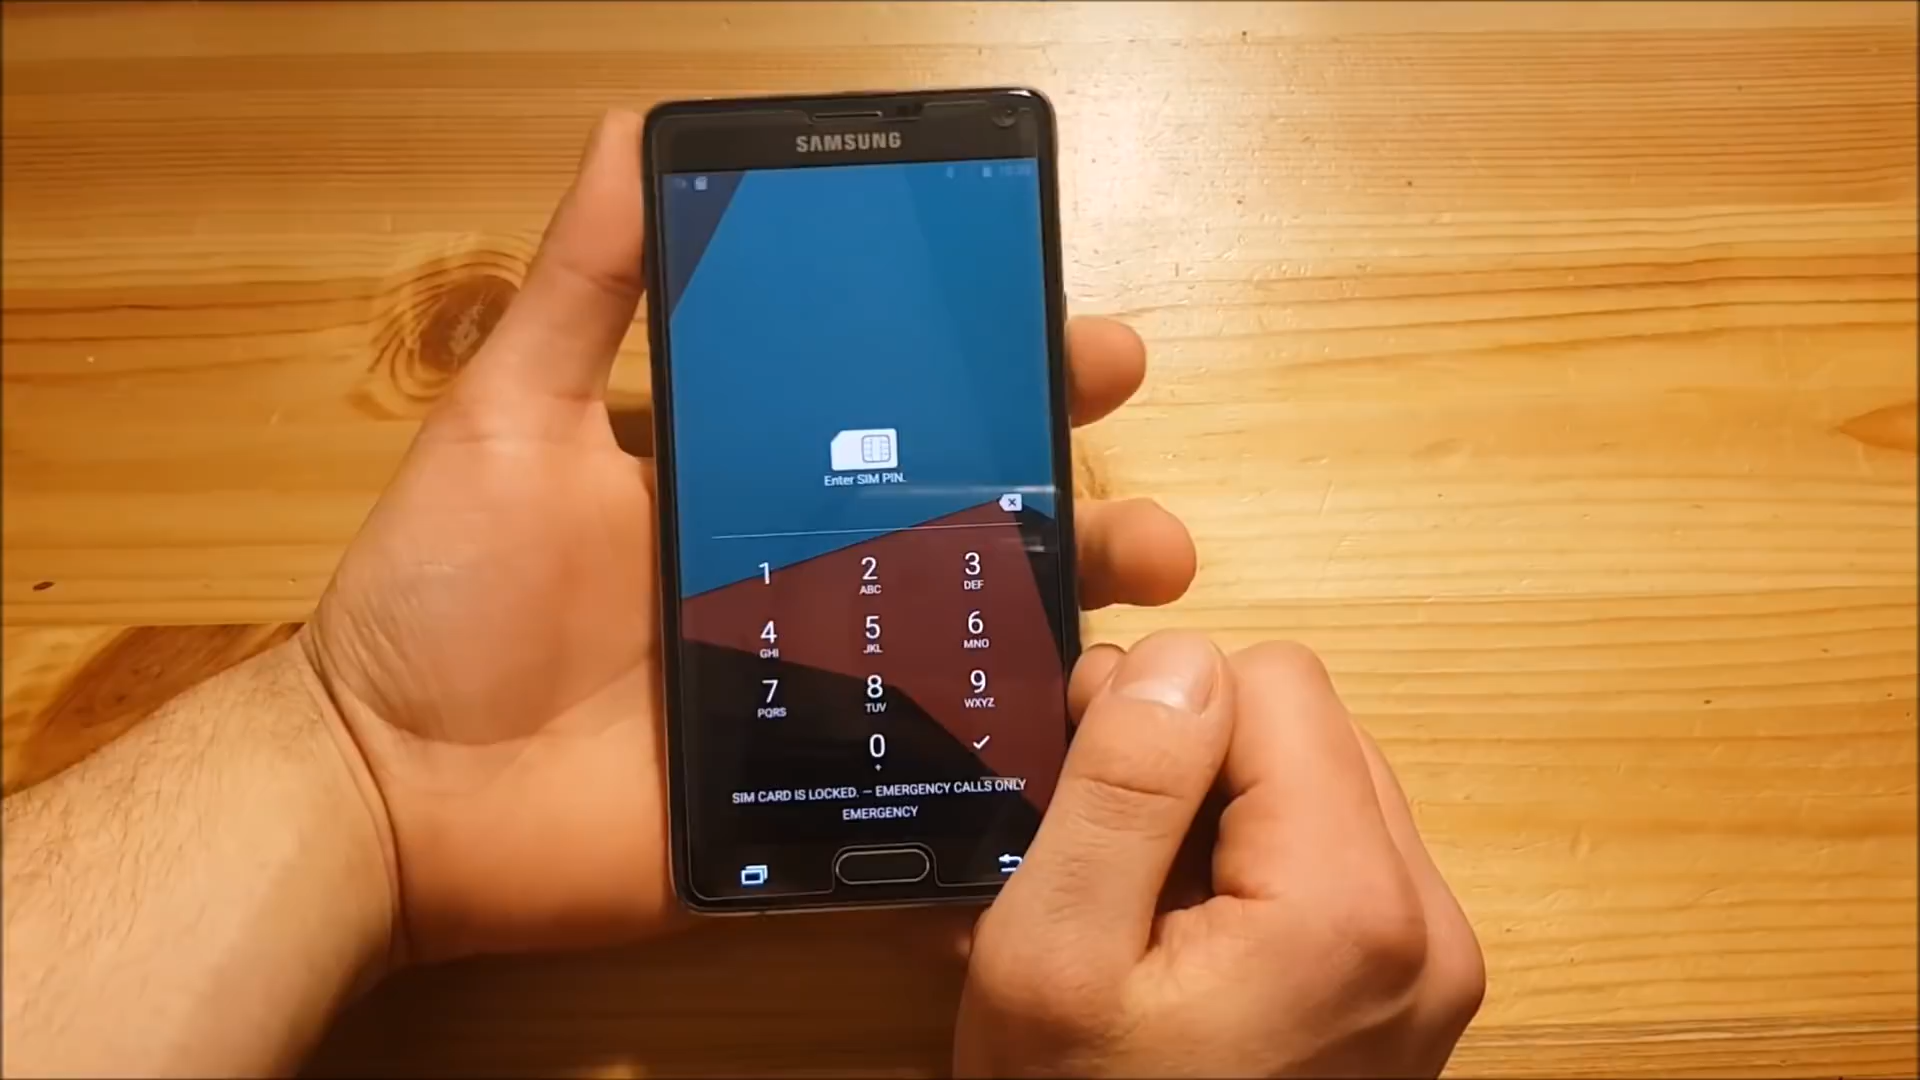 SAMSUNG
Enter SIM PIN.
1
2
ABC
3
DEF
4
GHI
5
JKL
6
MNO
7
PQRS
8
TUV
9
WXYZ
0
+
SIM CARD IS LOCKED. — EMERGENCY CALLS ONLY
EMERGENCY